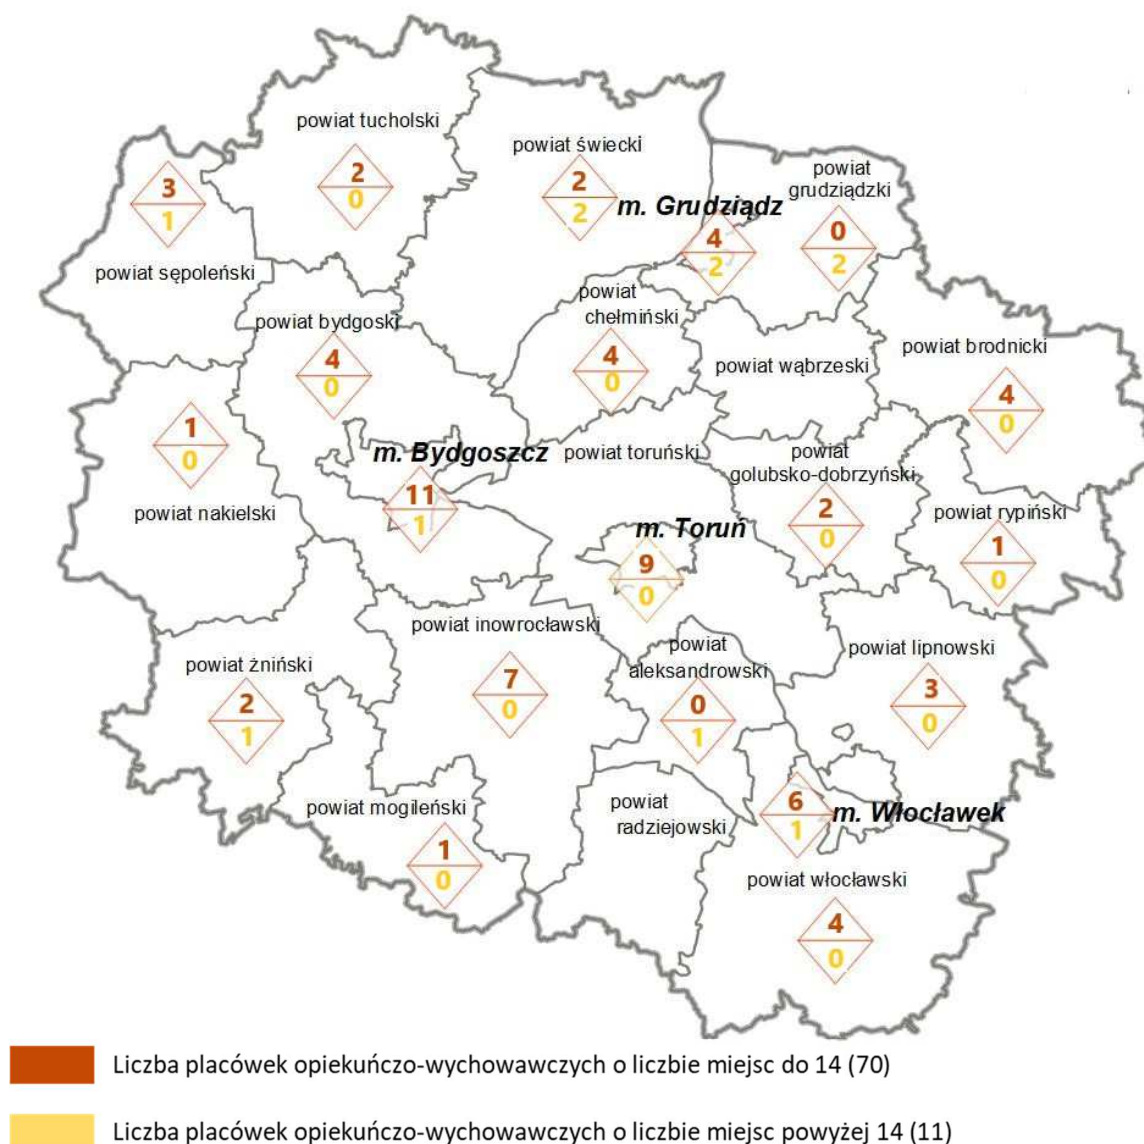 powiat tucholski
2
0
powiat świecki
2
2
powiat
grudziądzki
0
2
3
1
powiat sępoleński
m. Grudziądz
4
2
powiat bydgoski
4
0
powiat
chełmiński
4
0
powiat wąbrzeski
powiat brodnicki
4
0
1
0
powiat nakielski
m. Bydgoszcz
11
1
powiat toruński
powiat
golubsko-dobrzyński
2
0
powiat rypiński
1
0
m. Toruń
9
0
powiat inowrocławski
7
0
powiat żniński
2
1
powiat
aleksandrowski
0
1
powiat lipnowski
3
0
powiat mogileński
1
0
powiat
radziejowski
6
1
m. Włocławek
powiat włocławski
4
0
Liczba placówek opiekuńczo-wychowawczych o liczbie miejsc do 14 (70)
Liczba placówek opiekuńczo-wychowawczych o liczbie miejsc powyżej 14 (11)